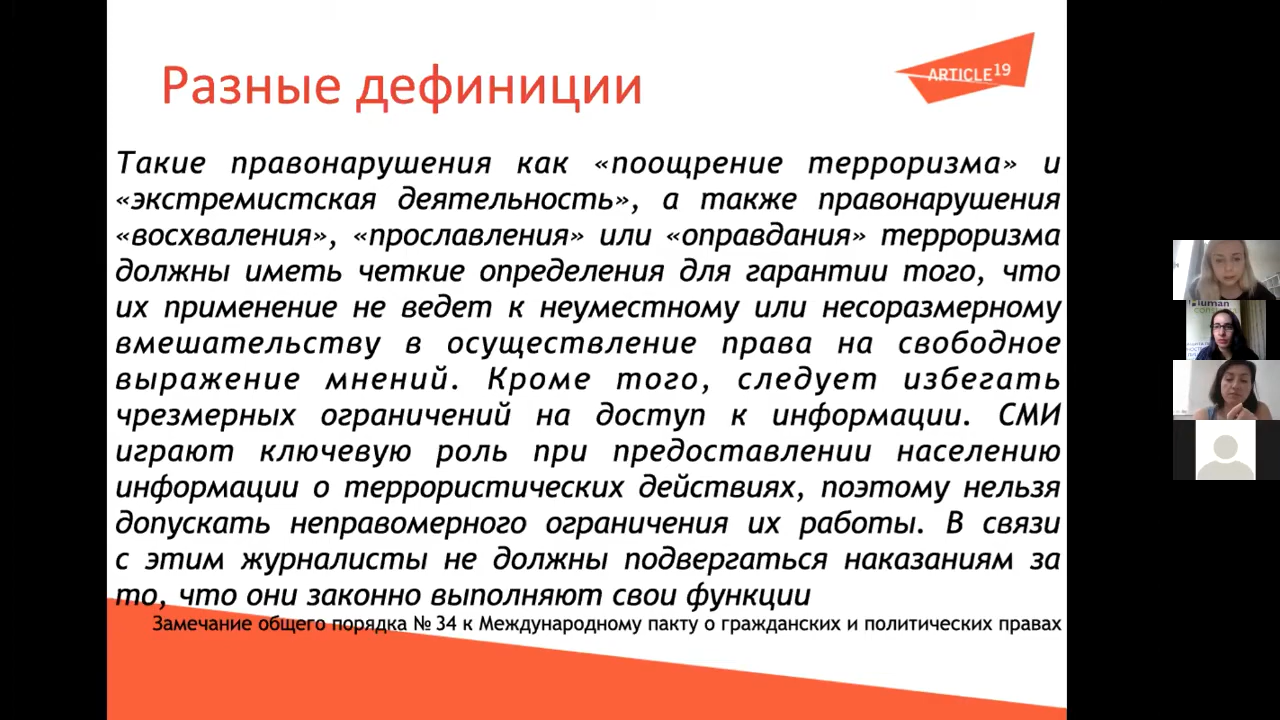 Разные дефиниции
ARTICLE 19
Такие правонарушения как «поощрение терроризма» и
«экстремистская деятельность», а также правонарушения
«восхваления», «прославления» или «оправдания» терроризма
должны иметь четкие определения для гарантии того, что
их применение не ведет к неуместному или несоразмерному
вмешательству в осуществление права на свободное
выражение мнений. Кроме того, следует избегать
чрезмерных ограничений на доступ к информации. СМИ
играют ключевую роль при предоставлении населению
информации о террористических действиях, поэтому нельзя
допускать неправомерного ограничения их работы. В связи
с этим журналисты не должны подвергаться наказаниям за
то, что они законно выполняют свои функции
Замечание общего порядка № 34 к Международному пакту о гражданских и политических правах